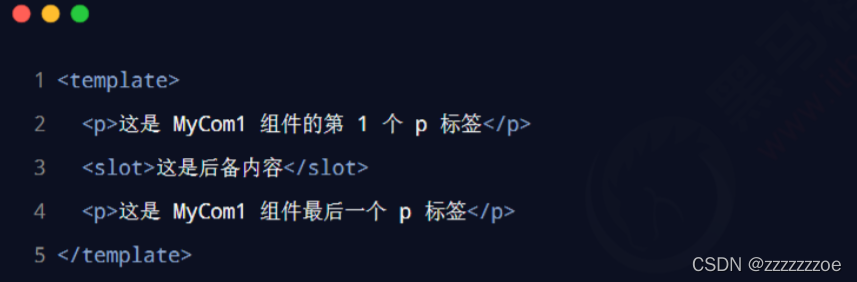 1 <template>
2 <p>这是 MyCom1 组件的第 1 个 p 标签</p>
3 <slot>这是后备内容</slot>
4 <p>这是 MyCom1 组件最后一个 p 标签</p>
5 </template>
黑马
CSDN @zzzzzzzoe